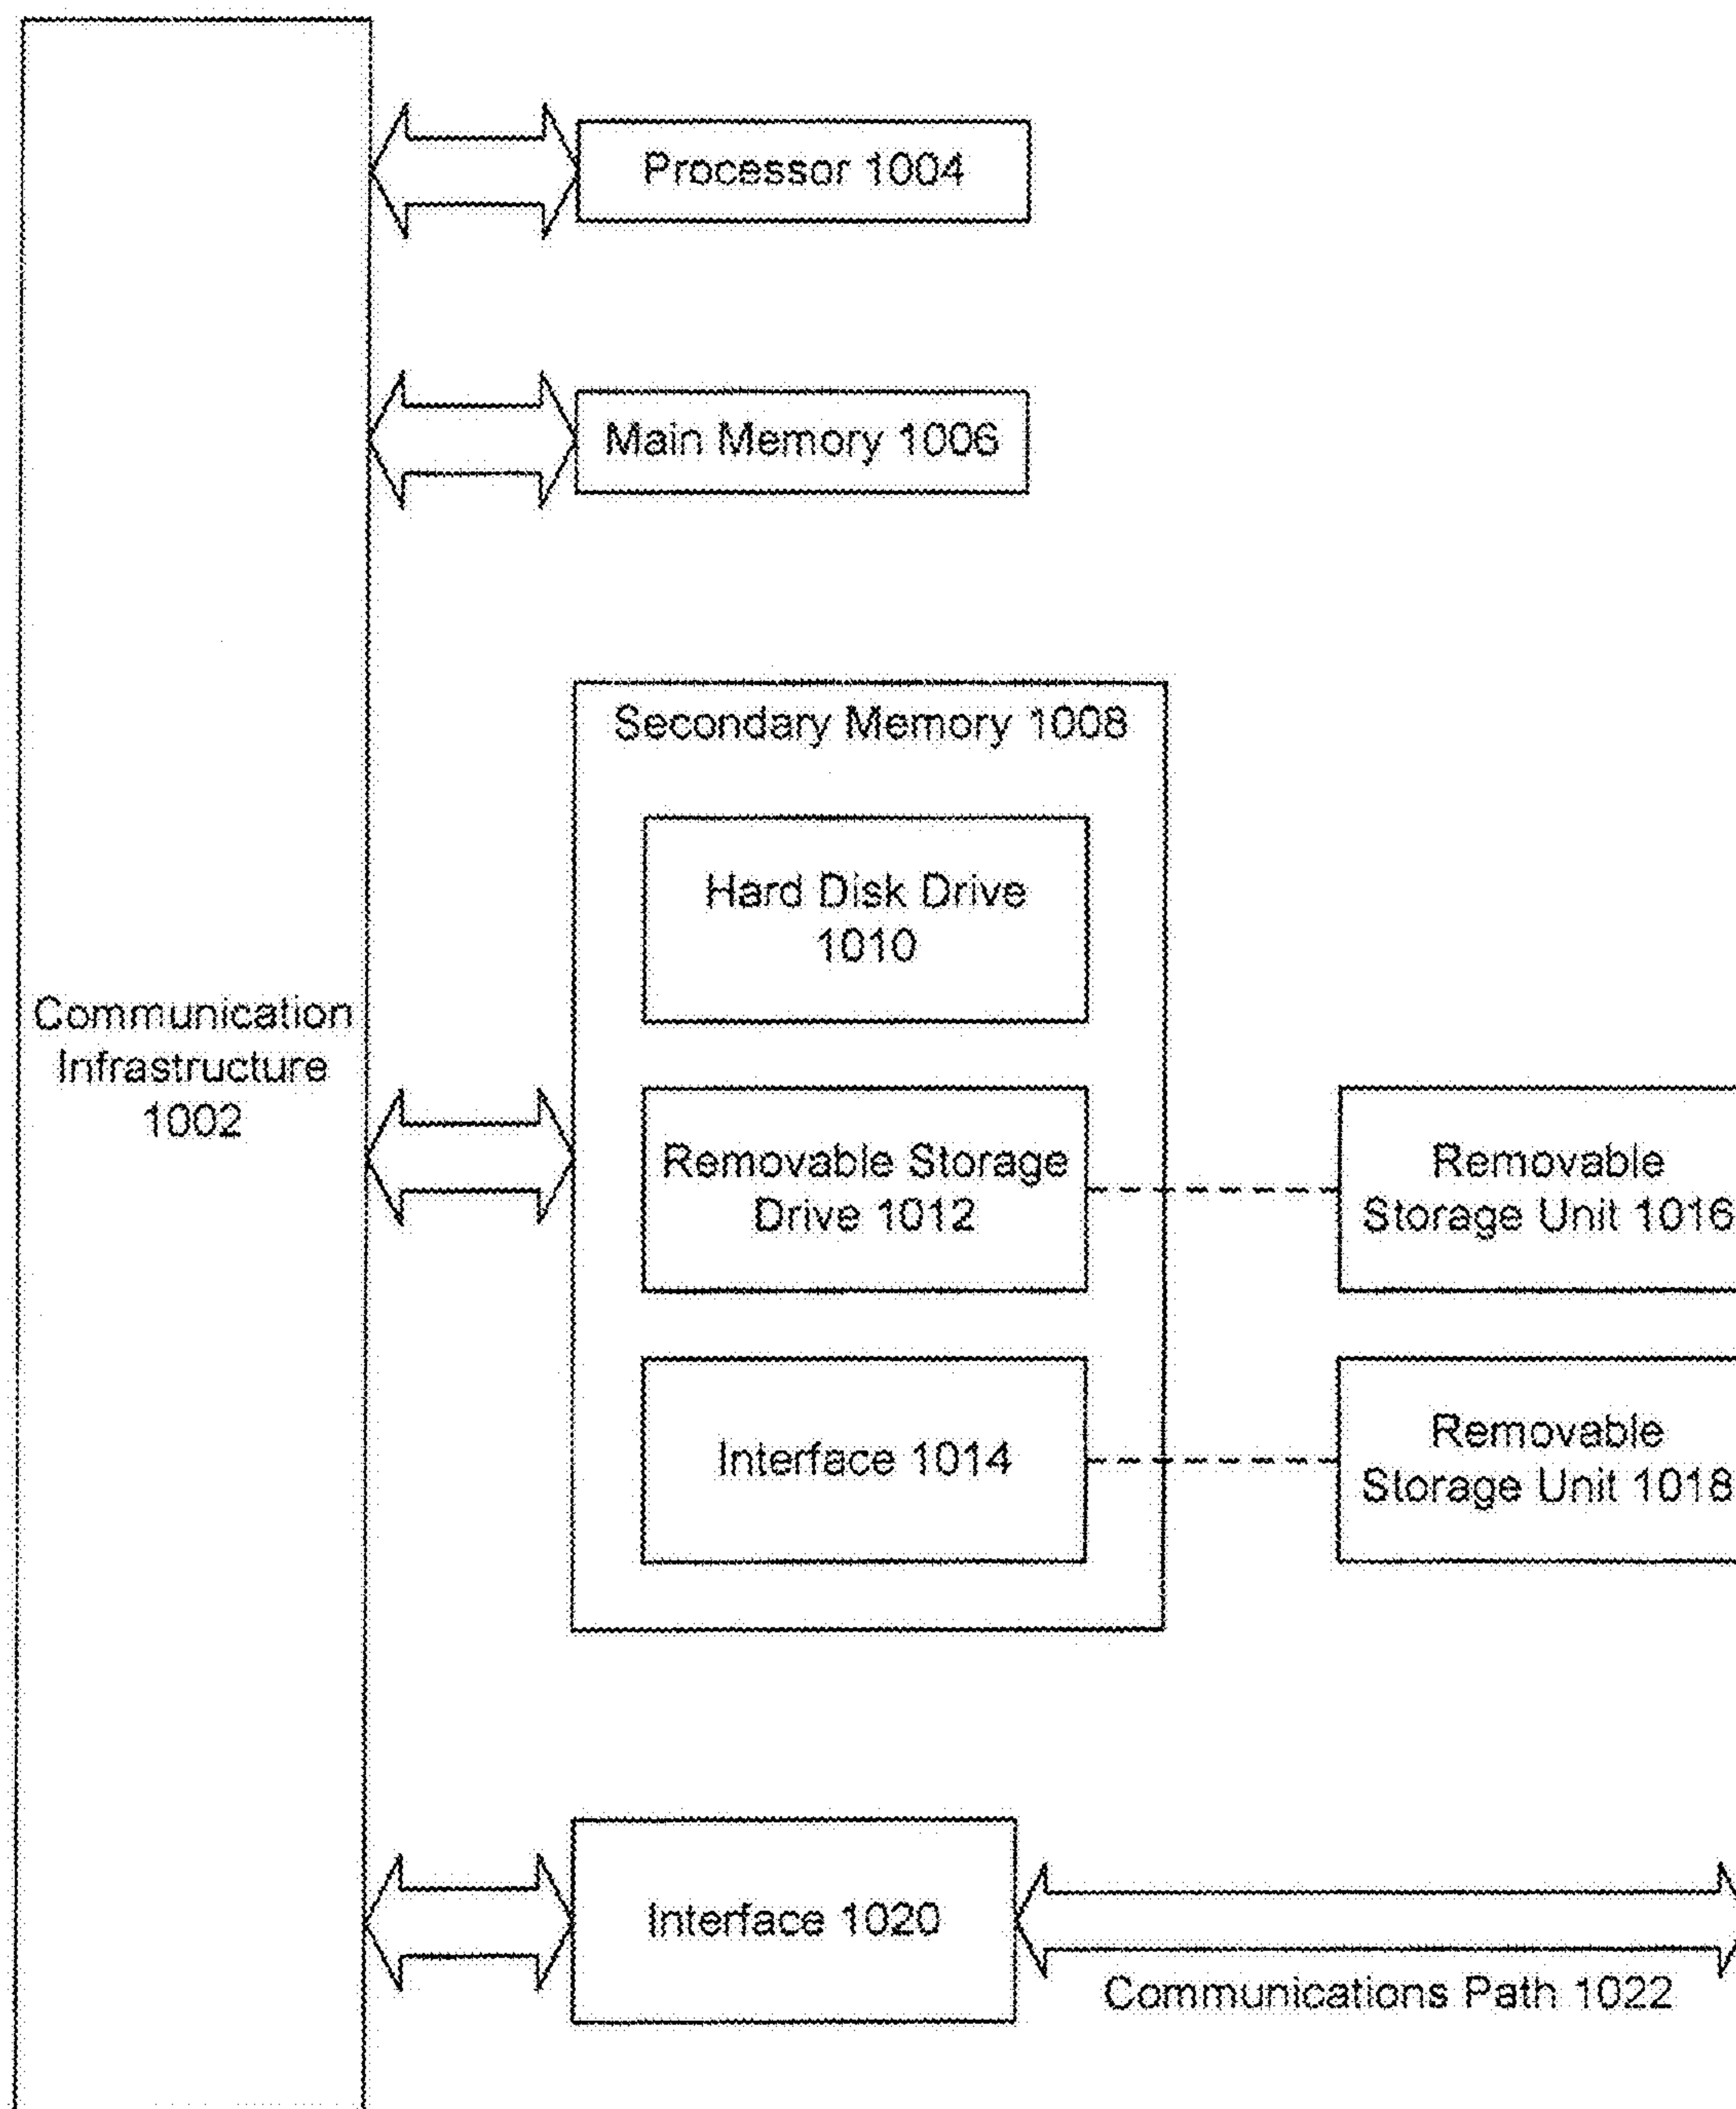 Processor 1004
Main Memory 1006
Secondary Memory 1008
Hard Disk Drive
1010
Communication
Infrastructure
1002
Removable Storage
Drive 1012
Removable
Storage Unit 1016
Interface 1014
Removable
Storage Unit 1018
Interface 1020
Communications Path 1022